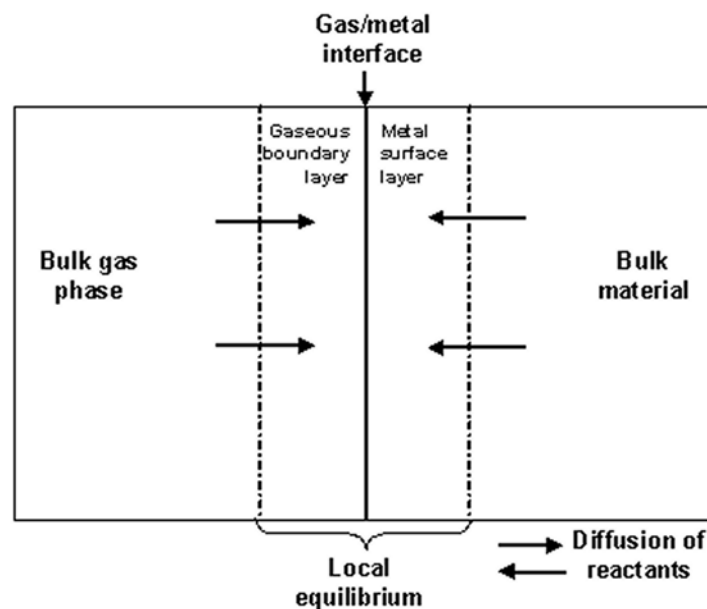 Gas/metal
interface
Gaseous
boundary
layer
Metal
surface
layer
Bulk gas
phase
Bulk
material
Local
equilibrium
Diffusion of
reactants